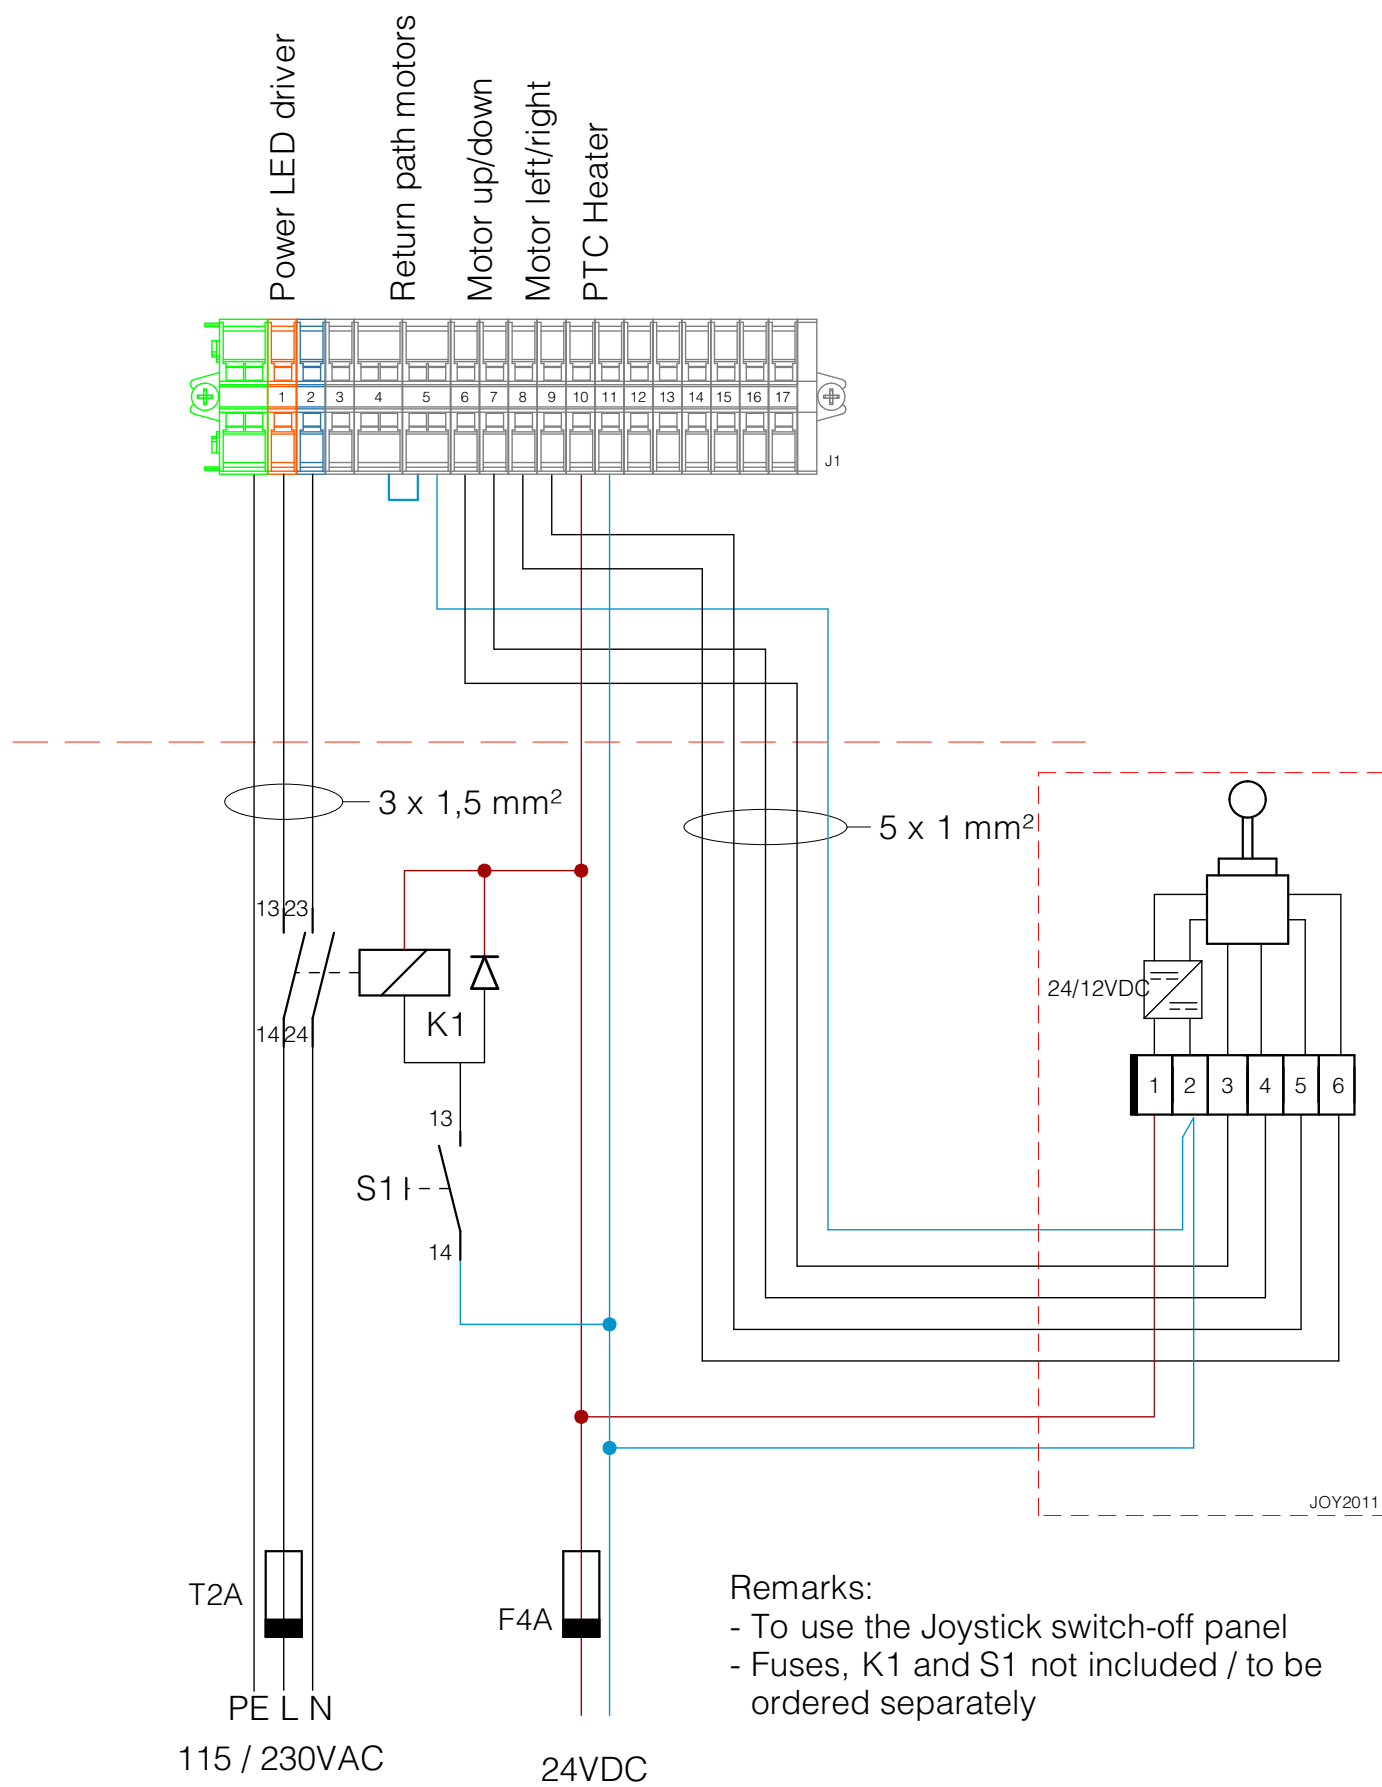 Power LED driver
Return path motors
Motor up/down
Motor left/right
PTC Heater
1 2 3 4 5 6 7 8 9 10 11 12 13 14 15 16 17
J1
3 x 1,5 mm²
5 x 1 mm²
13 23
14 24
K1
24/12VDC
1 2 3 4 5 6
13
S1
14
JOY2011
T2A
F4A
Remarks:
- To use the Joystick switch-off panel
- Fuses, K1 and S1 not included / to be
ordered separately
PE L N
115 / 230VAC
24VDC